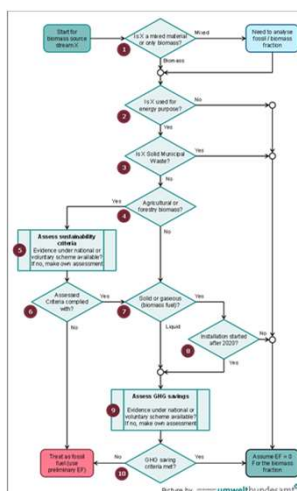 Start for
biomass source
stream X
Is X a mixed material
or only biomass?
Mixed
Need to analyse
fossil / biomass
fraction
1
Biomass
Is X used for
energy purpose?
No
2
Yes
Is X Solid Municipal
Waste?
Yes
3
No
Agricultural or
forestry biomass?
Yes
4
No
Assess sustainability
criteria
Evidence under national or
voluntary scheme available?
If no, make own assessment
5
Assessed
Criteria complied
with?
Yes
6
No
Solid or gaseous
(biomass fuel)?
Yes
7
Liquid
Installation started
after 2020?
No
8
Yes
Assess GHG savings
Evidence under national or
voluntary scheme available?
If no, make own assessment
9
Treat as fossil
fuel (use
preliminary EF)
No
GHG saving
criteria met?
Yes
10
Assume EF = 0
For the biomass
fraction
Picture by
umweltbundesamt